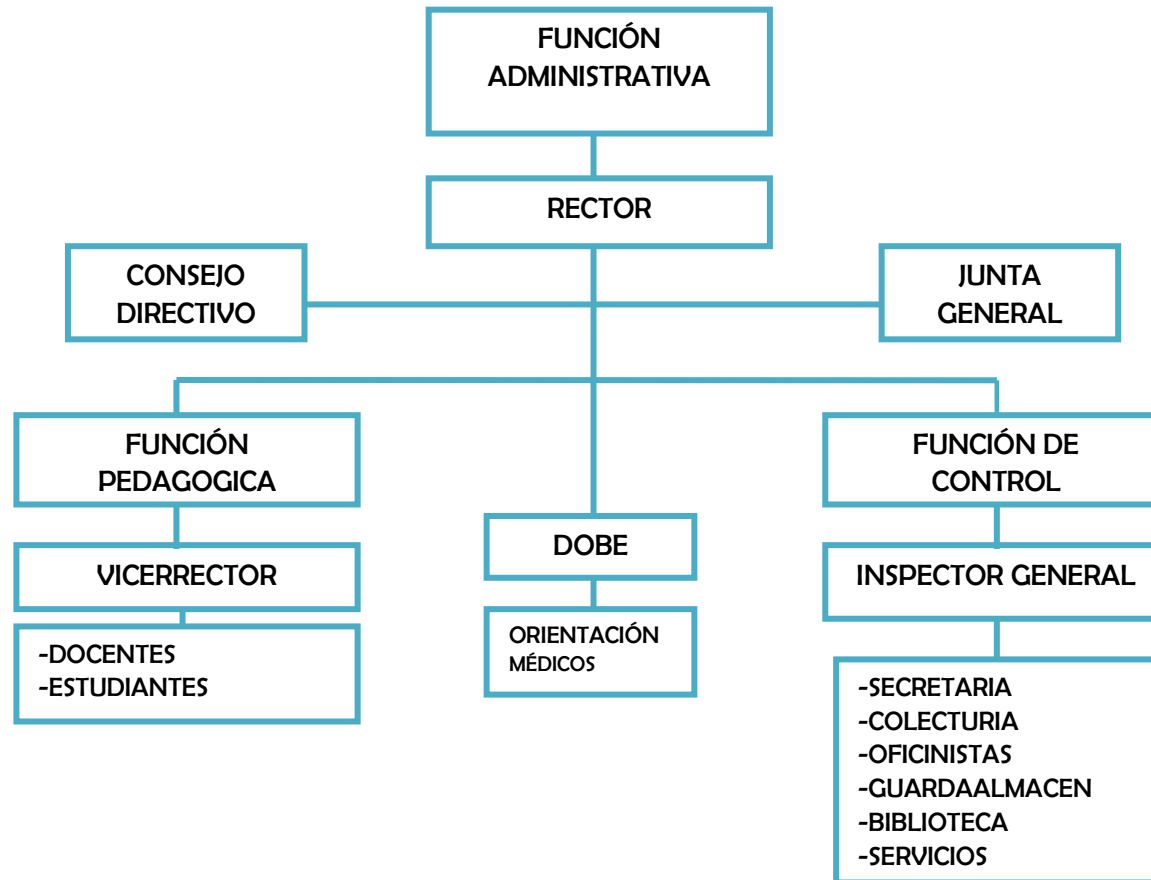 FUNCIÓN
ADMINISTRATIVA
RECTOR
CONSEJO
DIRECTIVO
JUNTA
GENERAL
FUNCIÓN
PEDAGOGICA
FUNCIÓN DE
CONTROL
VICERRECTOR
DOBE
INSPECTOR GENERAL
-DOCENTES
-ESTUDIANTES
ORIENTACIÓN
MÉDICOS
-SECRETARIA
-COLECTURIA
-OFICINISTAS
-GUARDAALMACEN
-BIBLIOTECA
-SERVICIOS